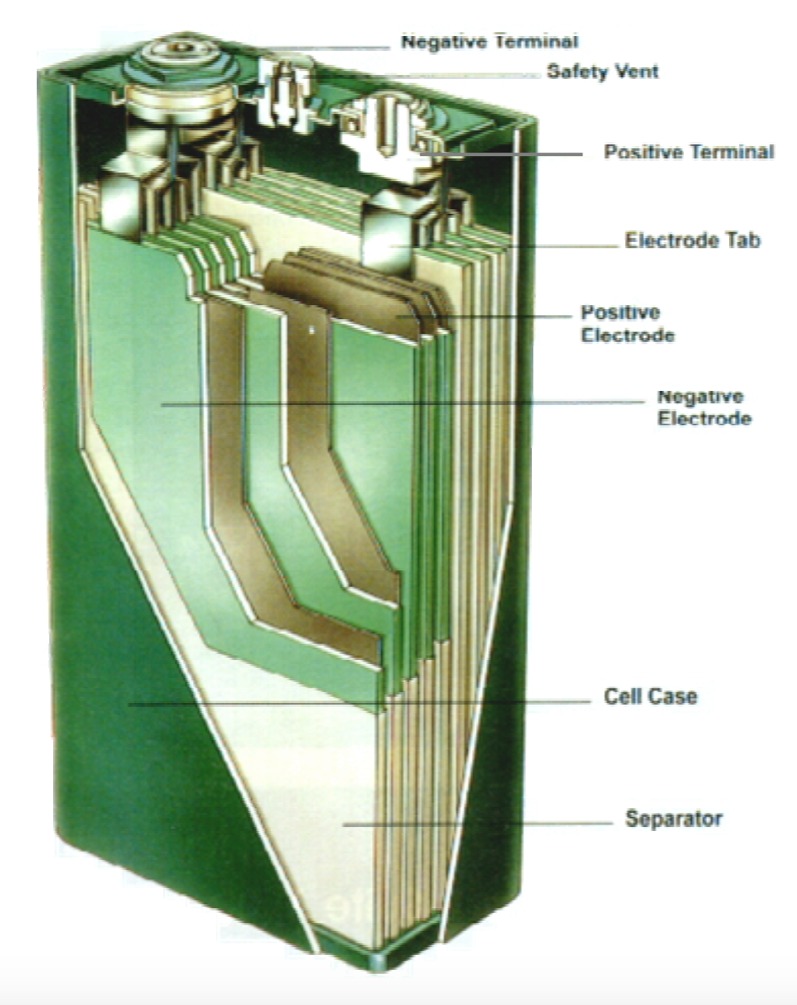 Negative Terminal
Safety Vent
Positive Terminal
Electrode Tab
Positive
Electrode
Negative
Electrode
Cell Case
Separator